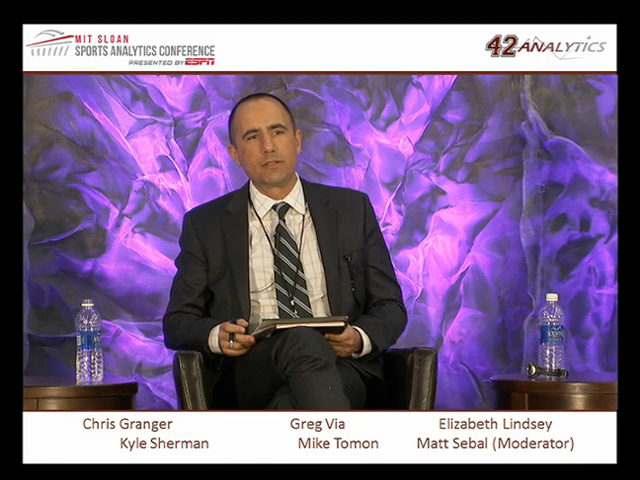 MIT SLOAN
SPORTS ANALYTICS CONFERENCE
PRESENTED BY ESPN
42 ANALYTICS
Chris Granger Greg Via Elizabeth Lindsey
Kyle Sherman Mike Tomon Matt Sebal (Moderator)